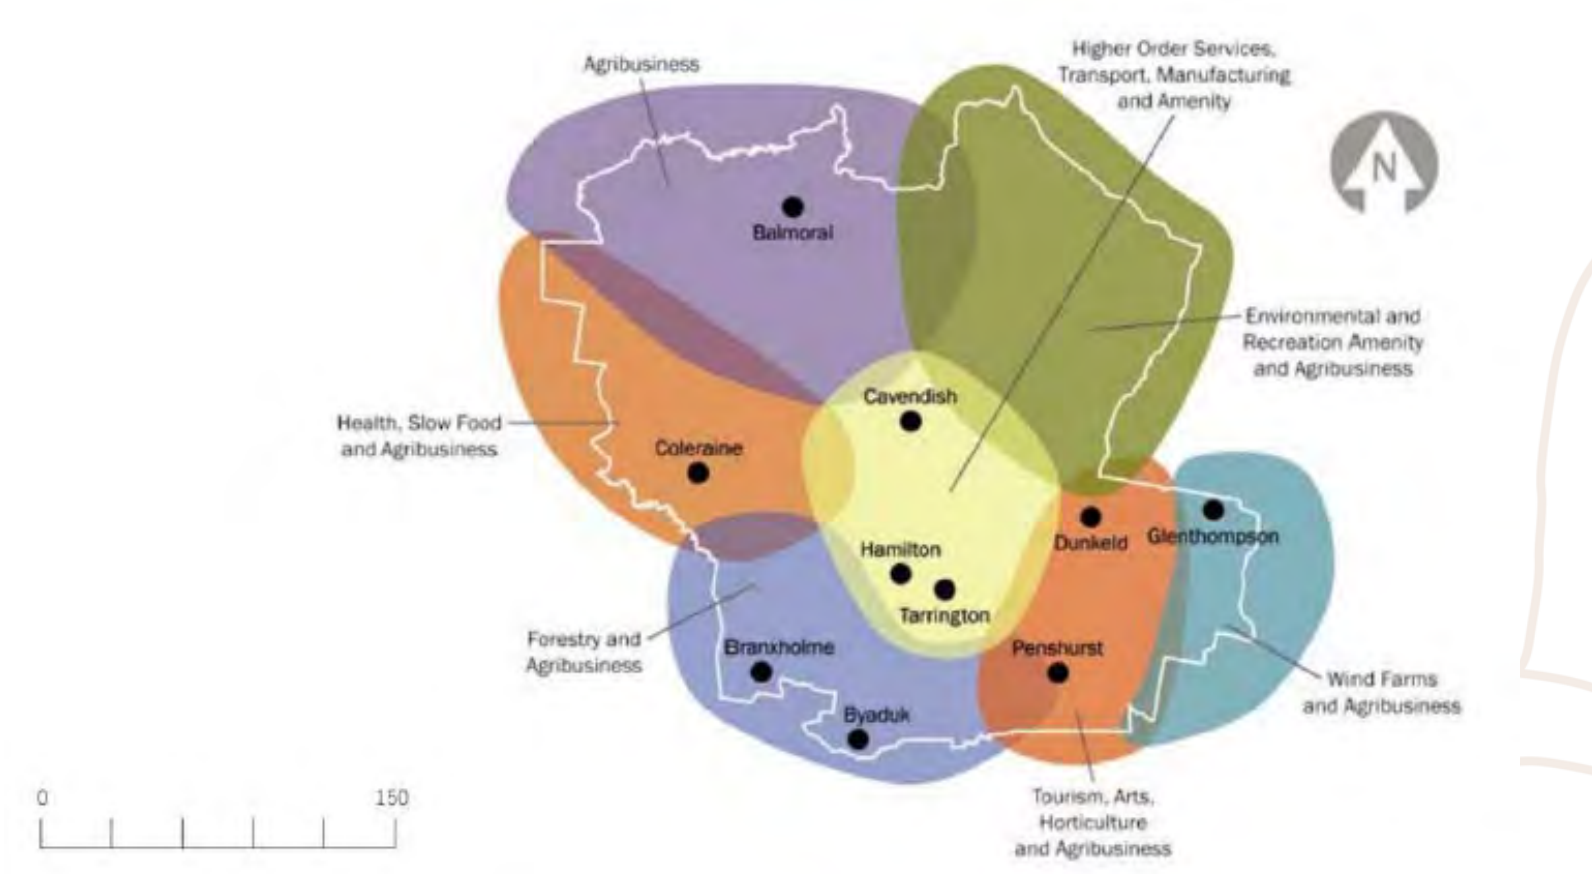 Agribusiness
Higher Order Services,
Transport, Manufacturing
and Amenity
N
Balmoral
Environmental and
Recreation Amenity
and Agribusiness
Cavendish
Health, Slow Food
and Agribusiness
Coleraine
Dunkeld
Glenthompson
Hamilton
Tarrington
Forestry and
Agribusiness
Branxholme
Penshurst
Wind Farms
and Agribusiness
Byaduk
Tourism, Arts,
Horticulture
and Agribusiness
0 150